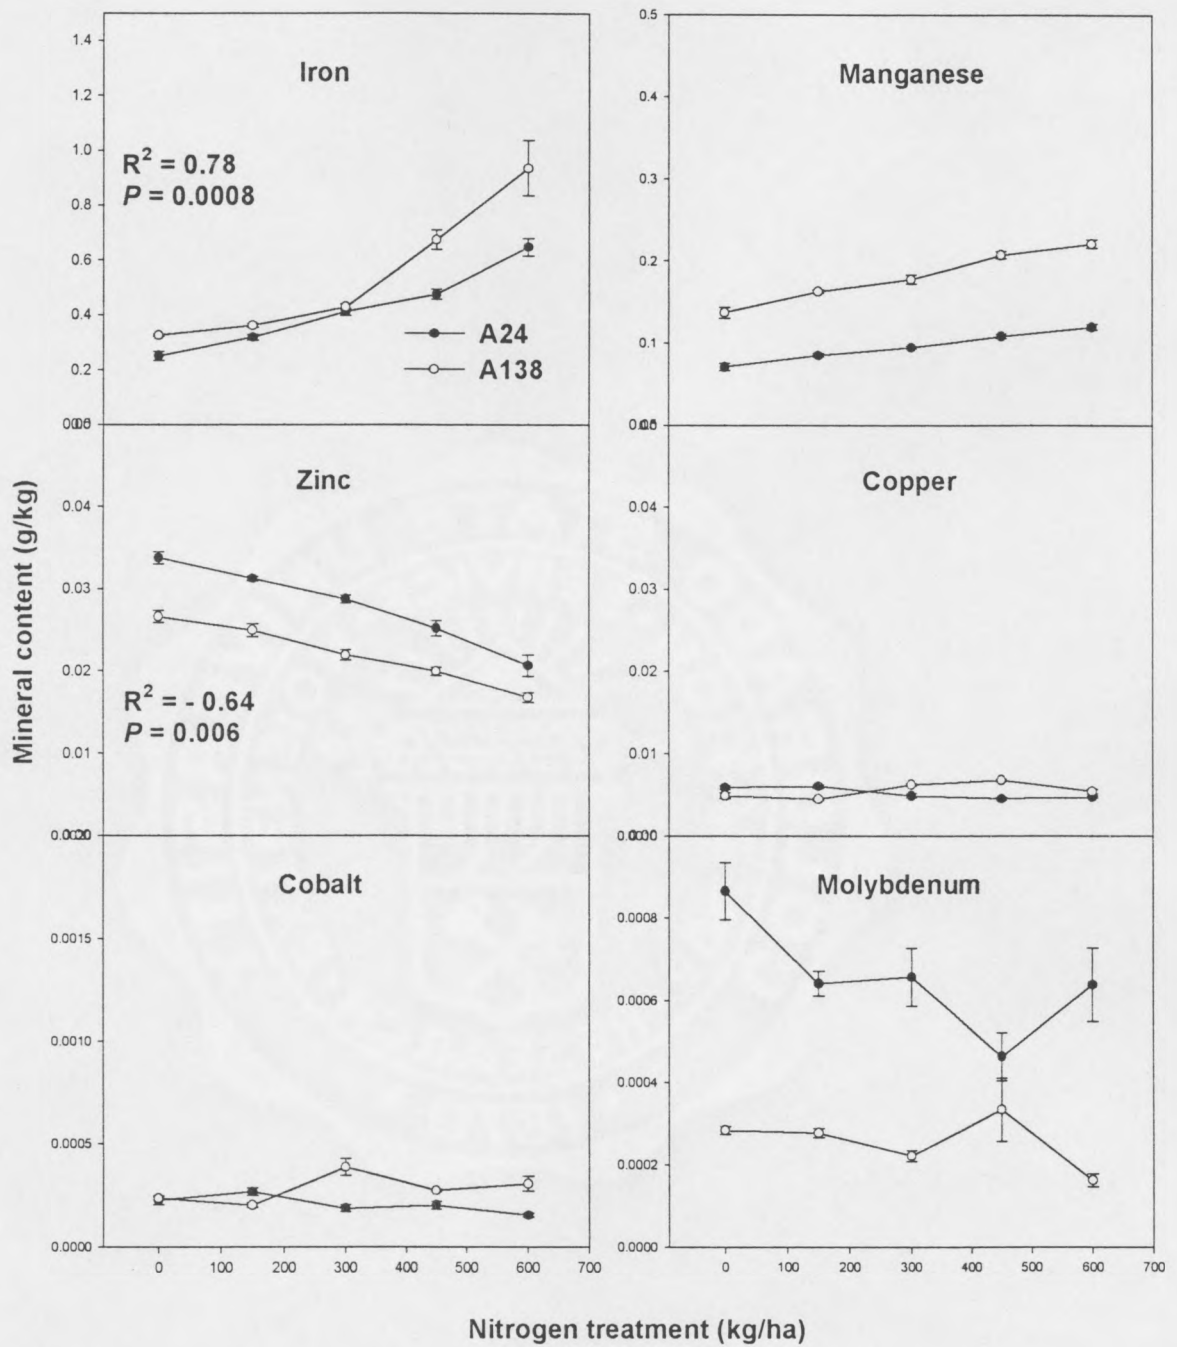 1.4
1.2
1.0
0.8
0.6
0.4
0.2
Iron
R² = 0.78
P = 0.0008
A24
A138
0.5
0.4
0.3
0.2
0.1
Manganese
Mineral content (g/kg)
0.04
0.03
0.02
0.01
Zinc
R² = - 0.64
P = 0.006
0.04
0.03
0.02
0.01
Copper
0.0015
0.0010
0.0005
0.0000
Cobalt
0 100 200 300 400 500 600 700
0.0008
0.0006
0.0004
0.0002
0.0000
Molybdenum
0 100 200 300 400 500 600 700
Nitrogen treatment (kg/ha)